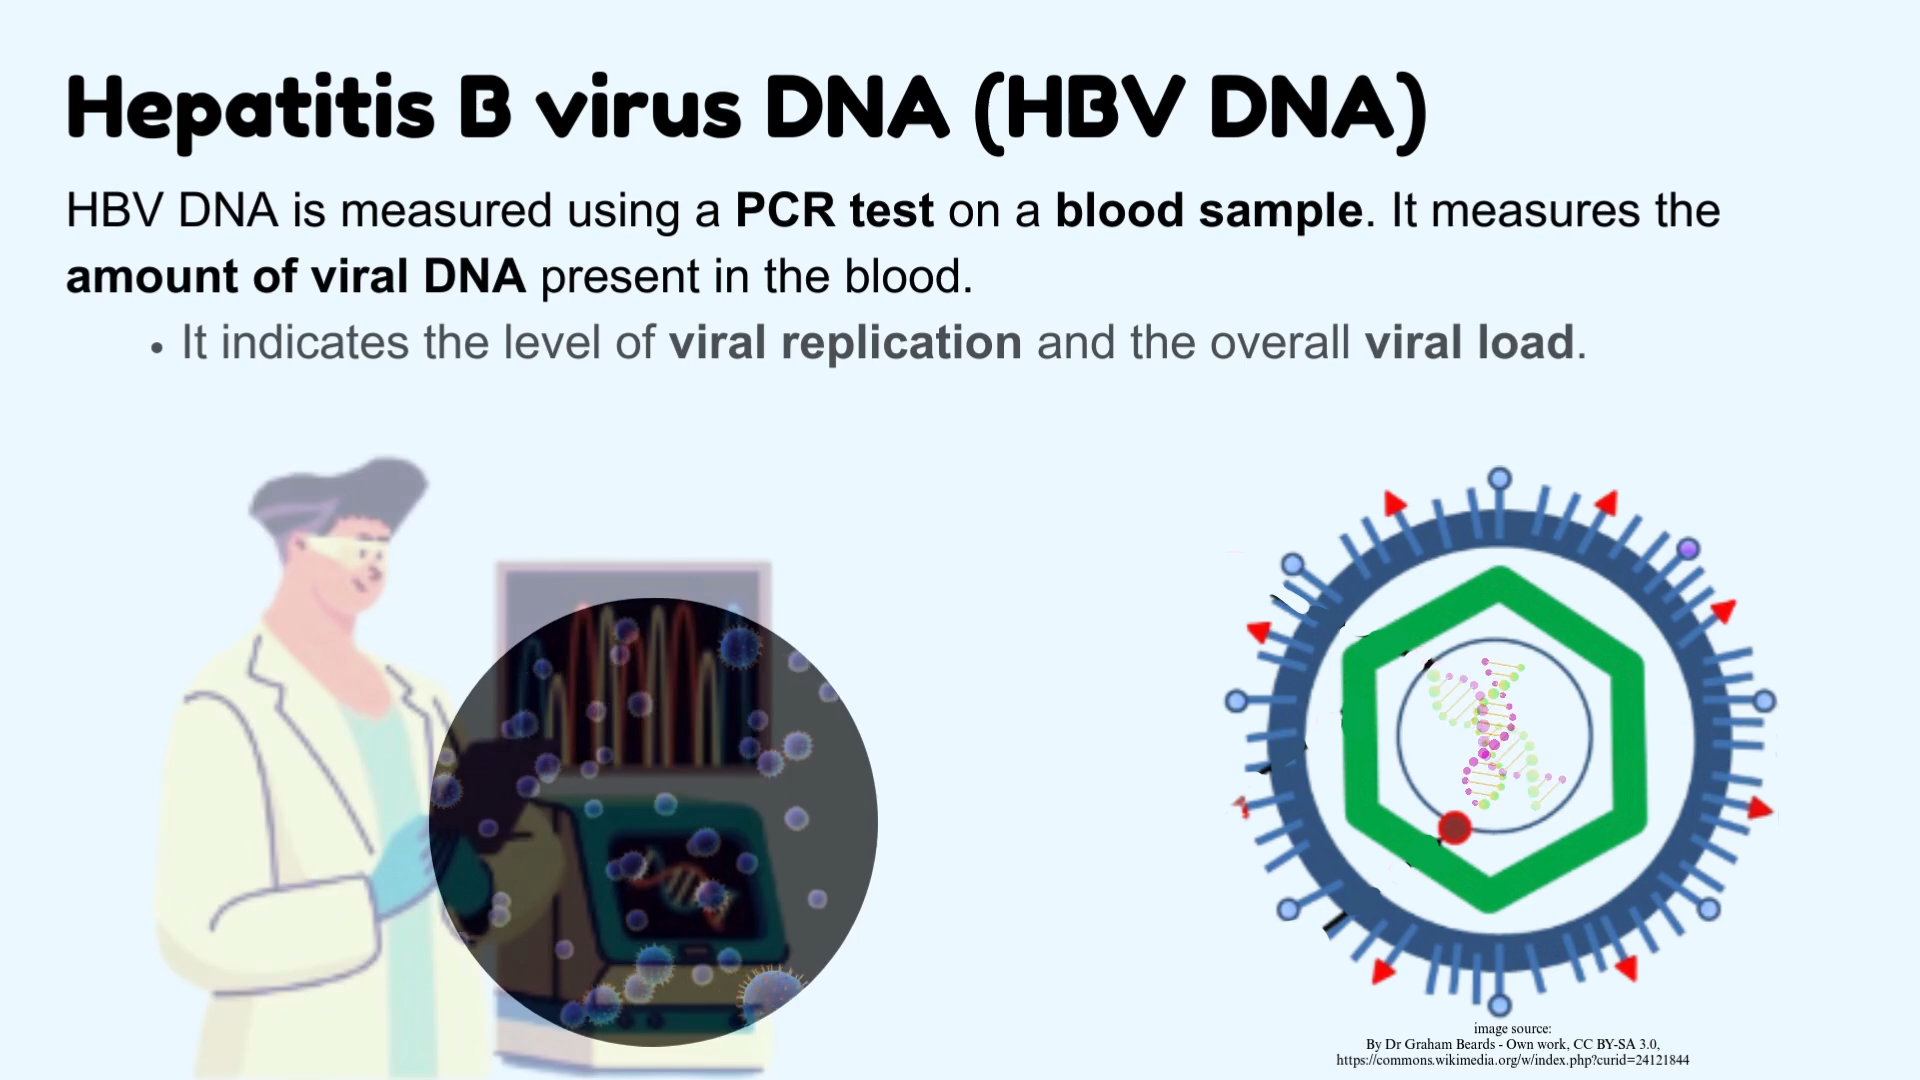 Hepatitis B virus DNA (HBV DNA)
HBV DNA is measured using a PCR test on a blood sample. It measures the
amount of viral DNA present in the blood.
• It indicates the level of viral replication and the overall viral load.
image source:
By Dr Graham Beards - Own work, CC BY-SA 3.0,
https://commons.wikimedia.org/w/index.php?curid=24121844